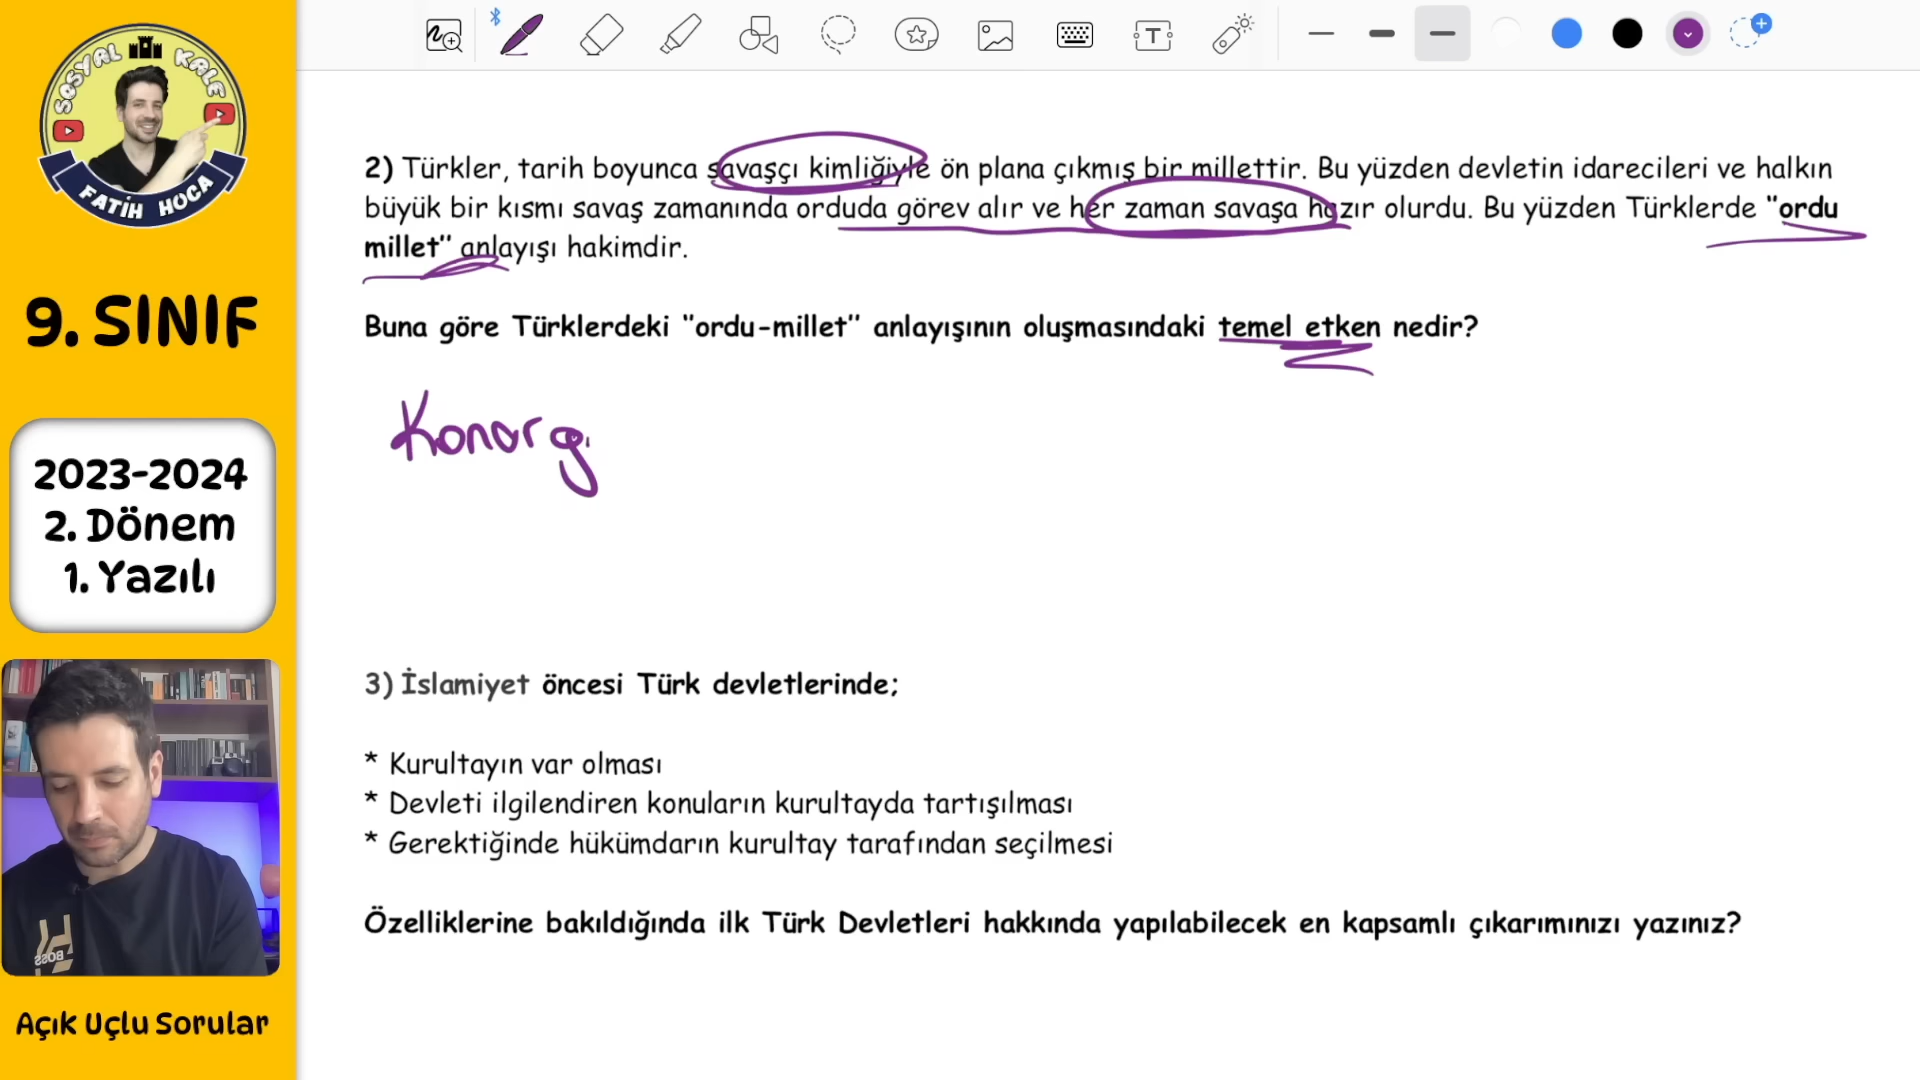 SOSYAL KALE
FATİH HOCA
9. SINIF
2023-2024
2. Dönem
1. Yazılı
BOSS
Açık Uçlu Sorular
T
2) Türkler, tarih boyunca savaşçı kimliğiyle ön plana çıkmış bir millettir. Bu yüzden devletin idarecileri ve halkın
büyük bir kısmı savaş zamanında orduda görev alır ve her zaman savaşa hazır olurdu. Bu yüzden Türklerde "ordu
millet" anlayışı hakimdir.
Buna göre Türklerdeki "ordu-millet" anlayışının oluşmasındaki temel etken nedir?
Konar g
3) İslamiyet öncesi Türk devletlerinde;
* Kurultayın var olması
* Devleti ilgilendiren konuların kurultayda tartışılması
* Gerektiğinde hükümdarın kurultay tarafından seçilmesi
Özelliklerine bakıldığında ilk Türk Devletleri hakkında yapılabilecek en kapsamlı çıkarımınızı yazınız?